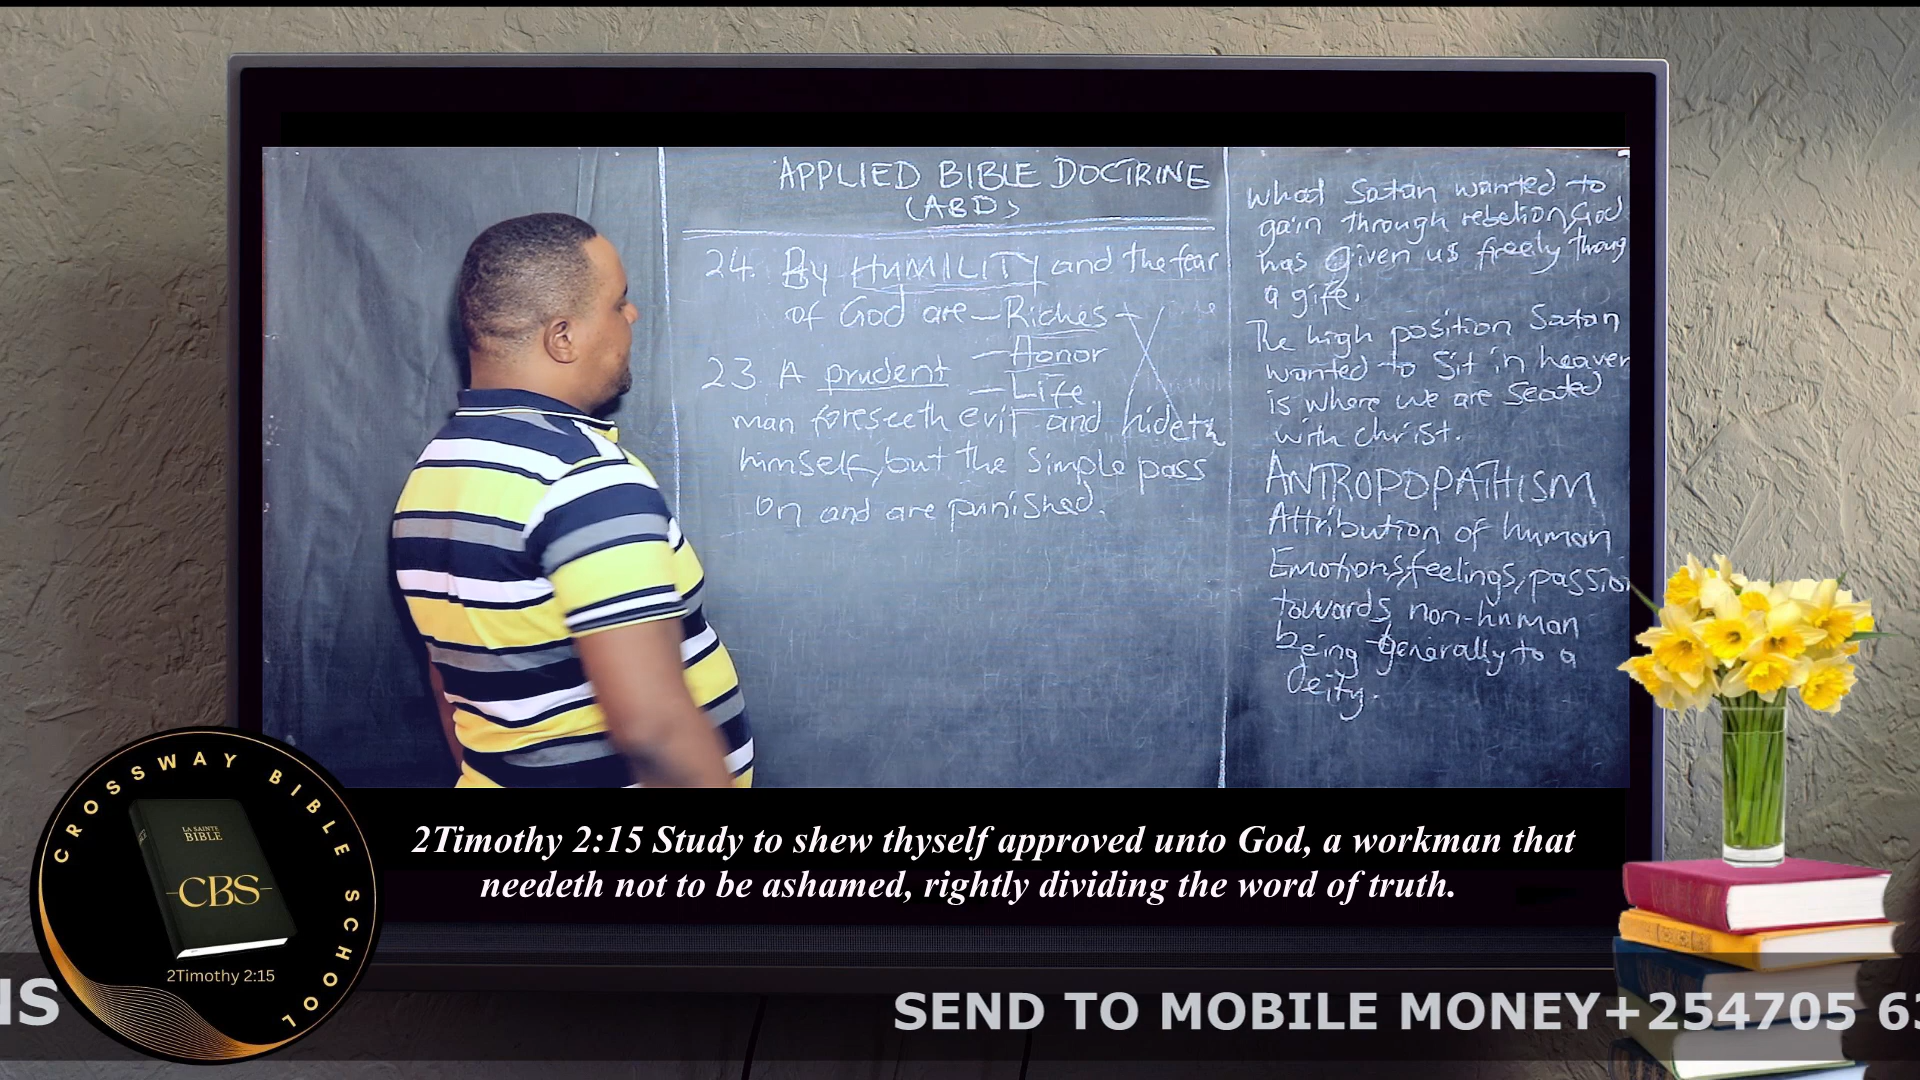 APPLIED BIBLE DOCTRINE
(ABD)
24. By HUMILITY and the fear
of God are - Riches
- Honor
- Life
23. A prudent
man foreseeth evil and hideth
himself, but the simple pass
on and are punished.
what Satan wanted to
gain through rebelion, God
has given us freely throug
a gift.
The high position Satan
wanted to sit in heaven
is where we are seated
with christ.
ANTROPOPATHISM
Attribution of human
Emotions, feelings, passion
towards non-human
being generally to a
deity.
CROSSWAY BIBLE SCHOOL
LA SAINTE
BIBLE
CBS
2Timothy 2:15
2Timothy 2:15 Study to shew thyself approved unto God, a workman that
needeth not to be ashamed, rightly dividing the word of truth.
NS
SEND TO MOBILE MONEY+254705 63